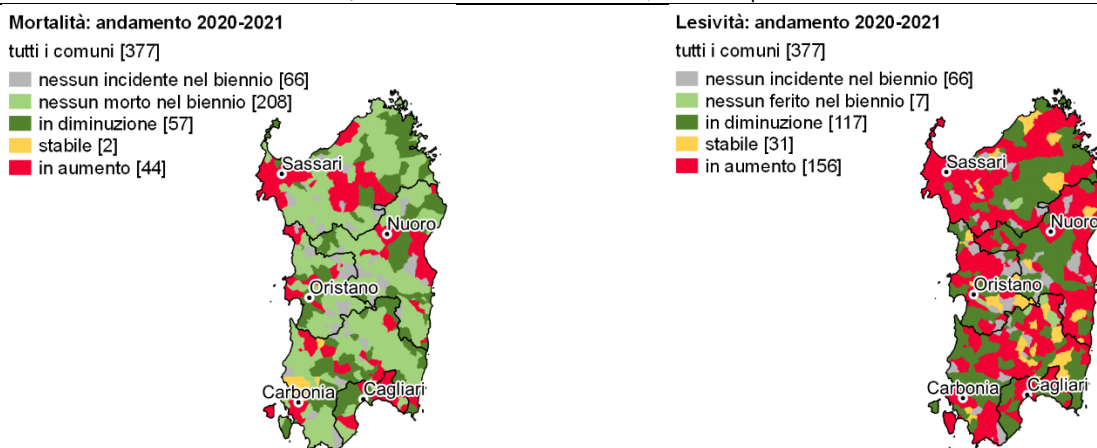 Mortalità: andamento 2020-2021
tutti i comuni [377]
nessun incidente nel biennio [66]
nessun morto nel biennio [208]
in diminuzione [57]
stabile [2]
in aumento [44]
Sassari
Nuoro
Oristano
Carbonia
Cagliari
Lesività: andamento 2020-2021
tutti i comuni [377]
nessun incidente nel biennio [66]
nessun ferito nel biennio [7]
in diminuzione [117]
stabile [31]
in aumento [156]
Sassari
Nuoro
Oristano
Carbonia
Cagliari